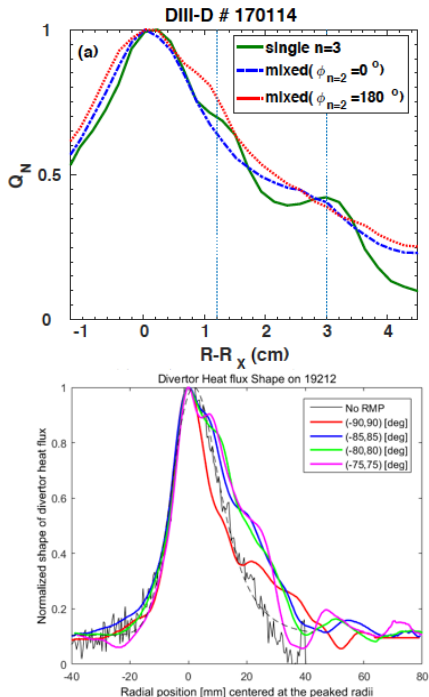 DIII-D # 170114
(a)
single n=3
mixed(ϕn=2 =0 °)
mixed(ϕn=2 =180 °)
QN
1
0.5
0
-1 0 1 2 3 4
R-RX (cm)
Divertor Heat flux Shape on 19212
No RMP
(-90,90) [deg]
(-85,85) [deg]
(-80,80) [deg]
(-75,75) [deg]
Normalized shape of divertor heat flux
1
0.8
0.6
0.4
0.2
0
-40 -20 0 20 40 60 80
Radial position [mm] centered at the peaked radii